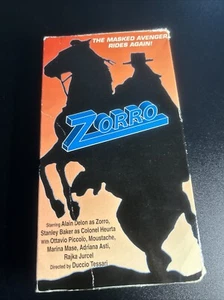 THE MASKED AVENGER
RIDES AGAIN!
ZORRO
Starring Alain Delon as Zorro,
Stanley Baker as Colonel Heurta
with Ottavio Piccolo, Moustache,
Marina Mase, Adriana Asti,
Rajka Jurcel
Directed by Duccio Tessari